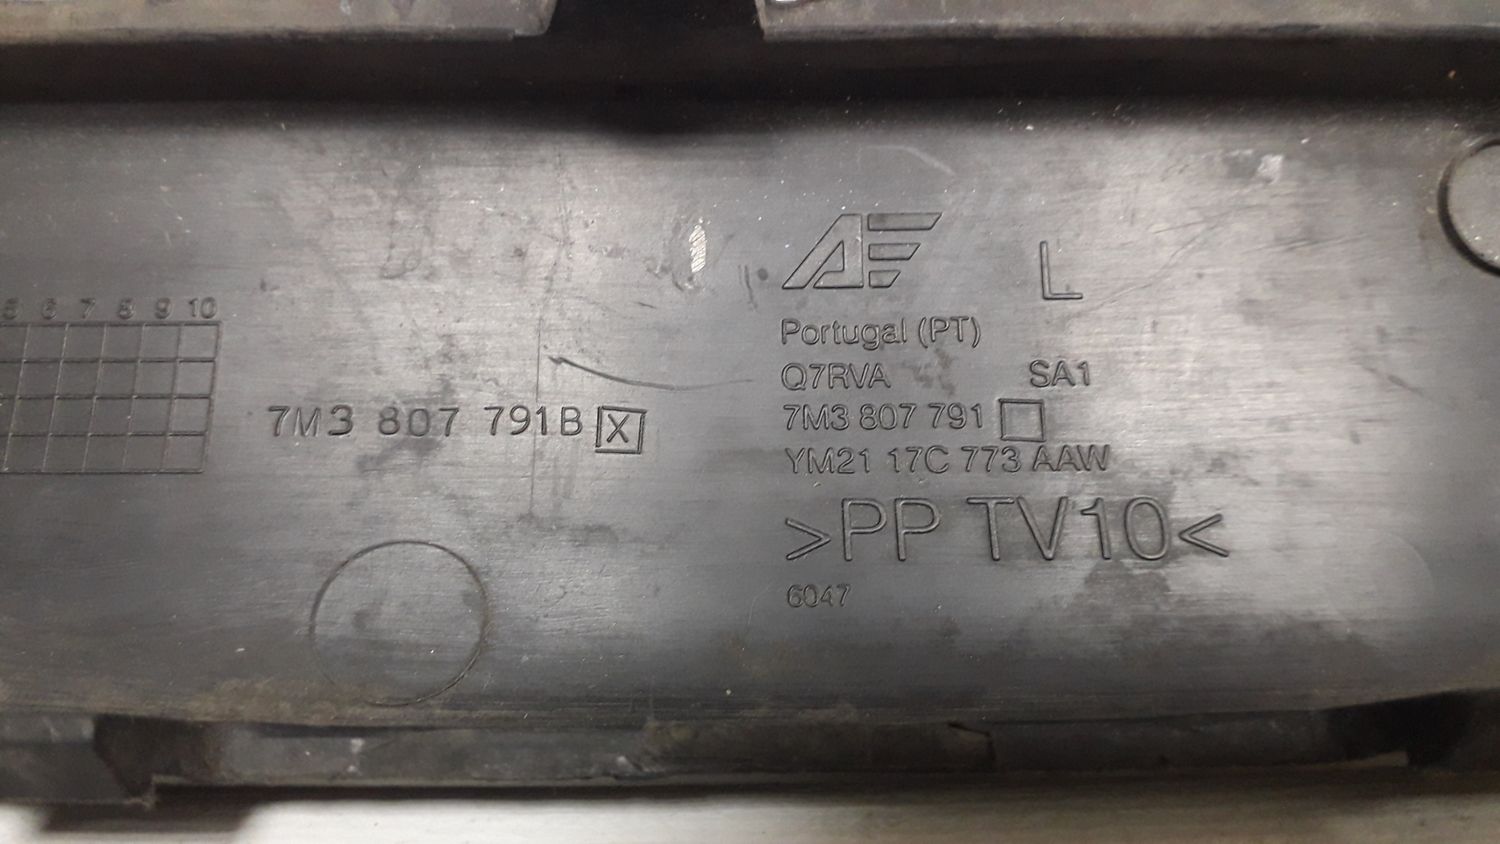 5 6 7 8 9 10
7M3 807 791B X
AF L
Portugal (PT)
Q7RVA SA1
7M3 807 791
YM21 17C 773 AAW
>PP TV10<
6047